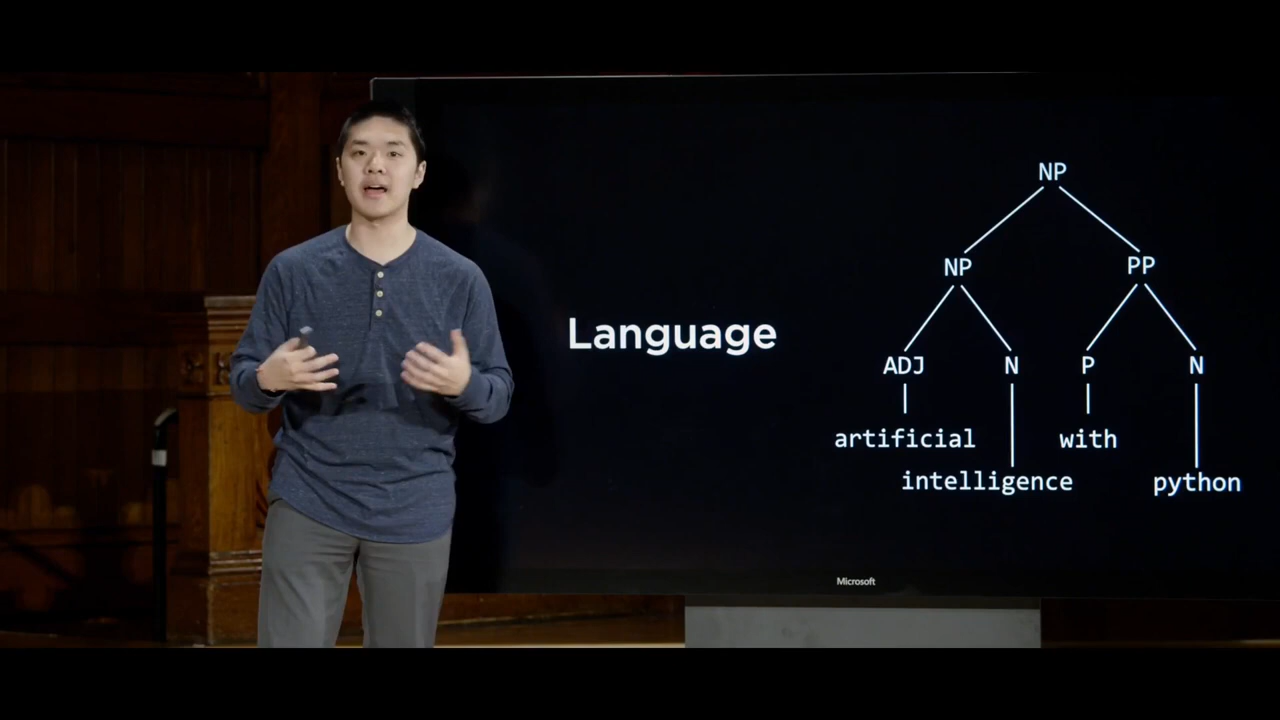 Language
NP
NP PP
ADJ N P N
artificial with
intelligence python
Microsoft